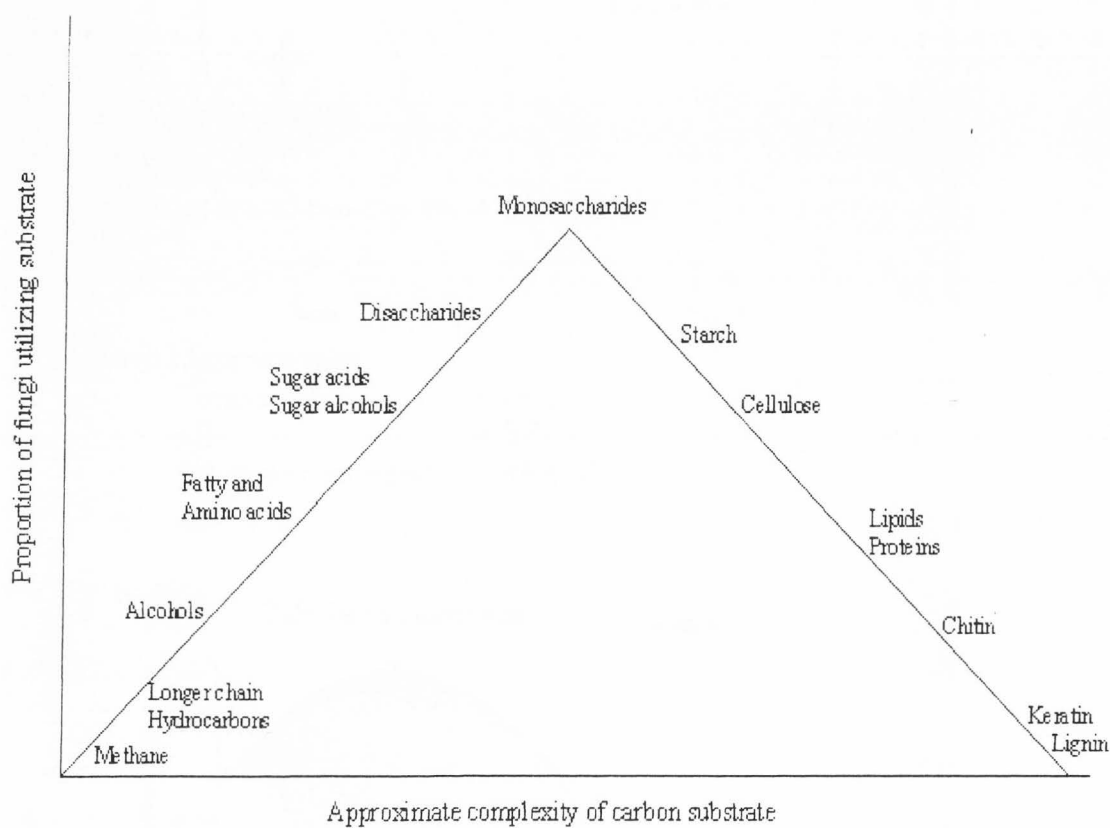 Proportion of fungi utilizing substrate
Monosaccharides
Disaccharides
Starch
Sugar acids
Sugar alcohols
Cellulose
Fatty and
Amino acids
Lipids
Proteins
Alcohols
Chitin
Longer chain
Hydrocarbons
Keratin
Lignin
Methane
Approximate complexity of carbon substrate